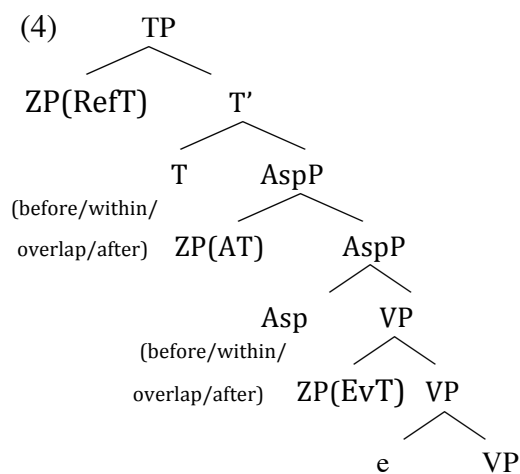 (4) TP
ZP(RefT) T’
T AspP
(before/within/
overlap/after) ZP(AT) AspP
Asp VP
(before/within/
overlap/after) ZP(EvT) VP
e VP